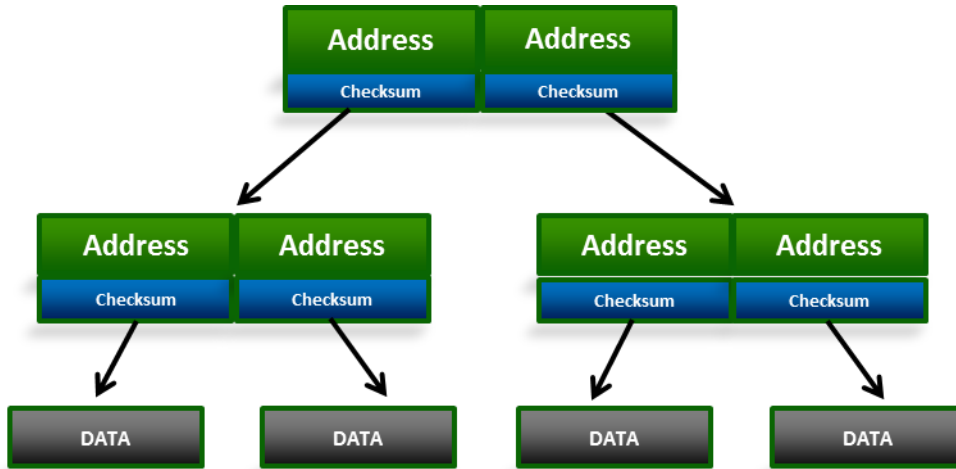 Address Address
Checksum Checksum
Address Address Address Address
Checksum Checksum Checksum Checksum
DATA DATA DATA DATA